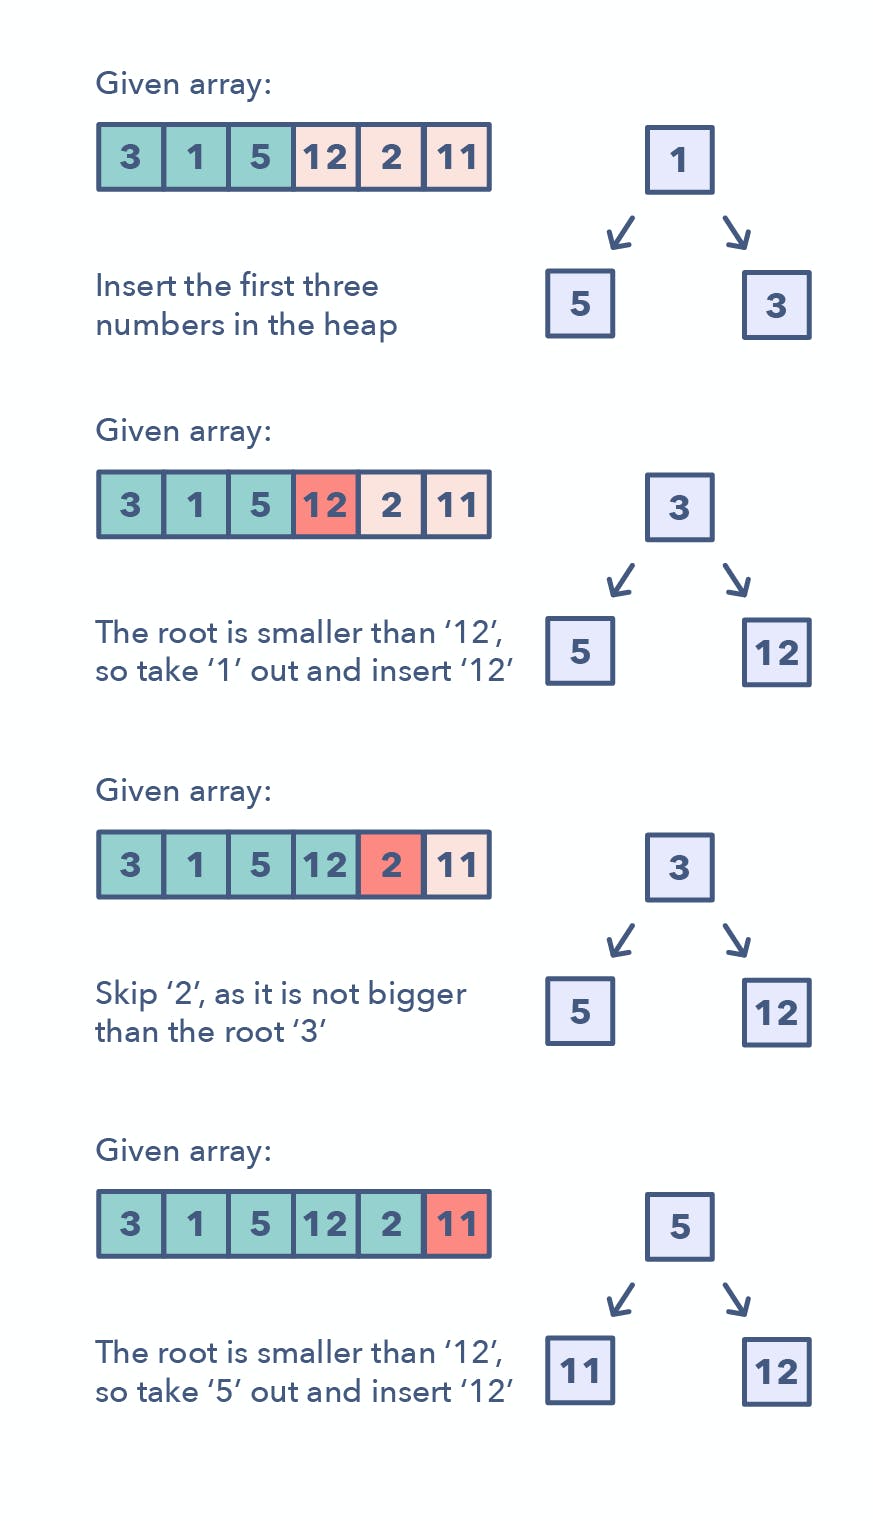 Given array:
3 1 5 12 2 11
1
5 3
Insert the first three
numbers in the heap
Given array:
3 1 5 12 2 11
3
The root is smaller than ‘12’,
so take ‘1’ out and insert ‘12’
5 12
Given array:
3 1 5 12 2 11
3
Skip ‘2’, as it is not bigger
than the root ‘3’
5 12
Given array:
3 1 5 12 2 11
5
The root is smaller than ‘12’,
so take ‘5’ out and insert ‘12’
11 12